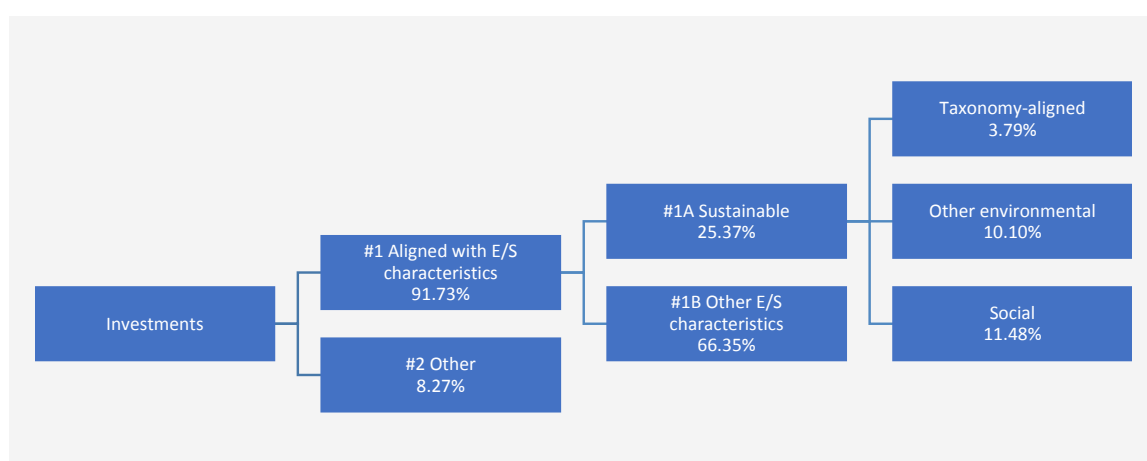 Investments
#1 Aligned with E/S
characteristics
91.73%
#2 Other
8.27%
#1A Sustainable
25.37%
#1B Other E/S
characteristics
66.35%
Taxonomy-aligned
3.79%
Other environmental
10.10%
Social
11.48%